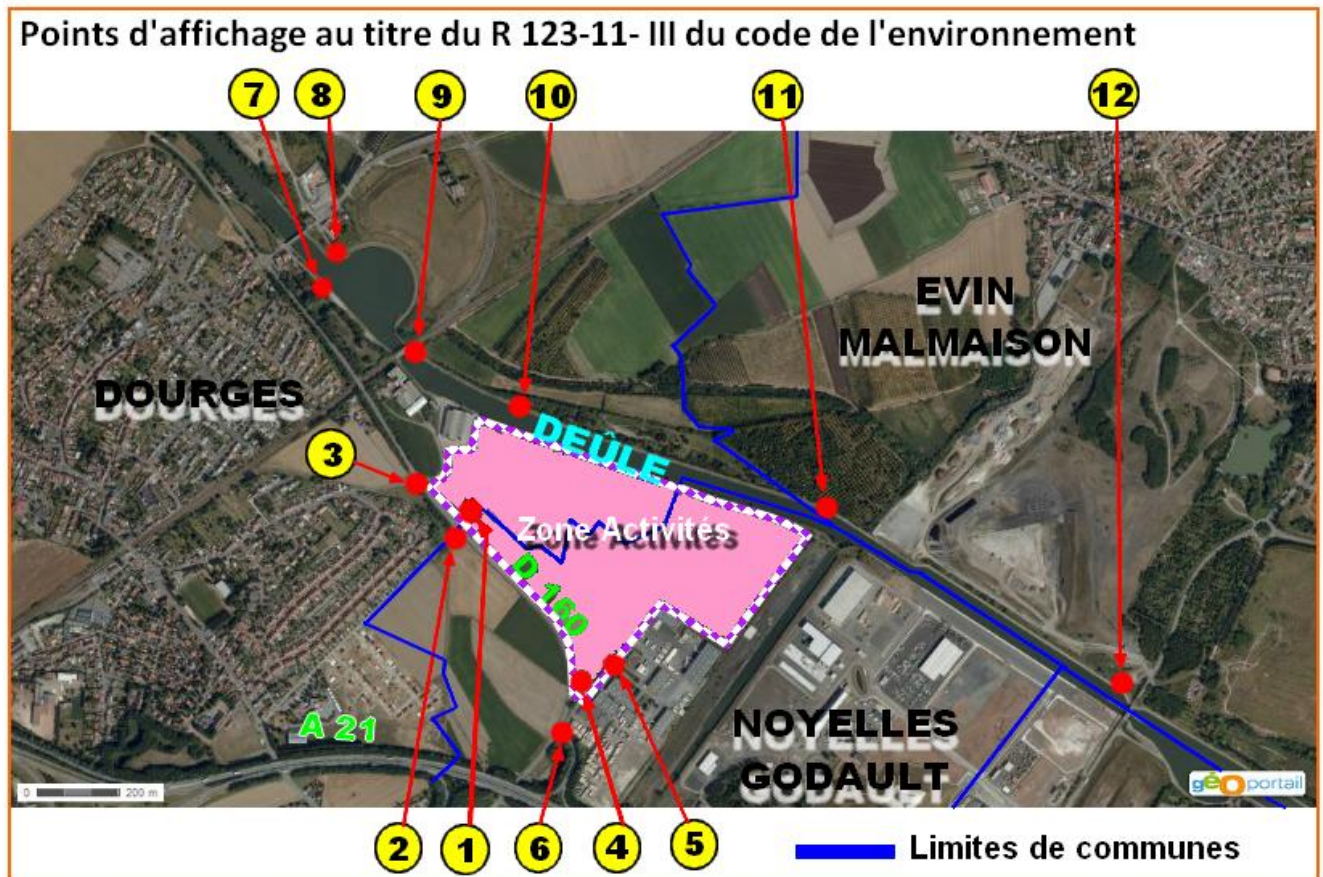 Points d'affichage au titre du R 123-11- III du code de l'environnement
7 8 9 10 11 12
EVIN
MALMAISON
DOURGES
DEÛLE
3
Zone Activités
D 160
NOYELLES
GODAULT
A 21
0 200 m
géoportail
2 1 6 4 5
Limites de communes